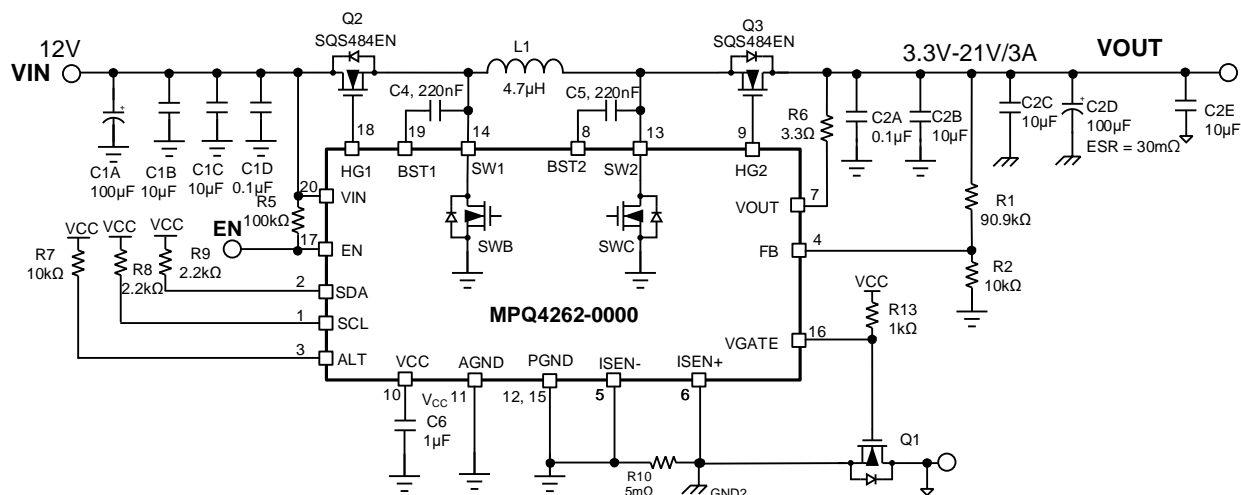 Q2
SQS484EN
Q3
SQS484EN
12V
VIN
L1
4.7µH
3.3V-21V/3A
VOUT
C4, 220nF
C5, 220nF
R6
3.3Ω
C2A
0.1µF
C2B
10µF
C2C
10µF
C2D
100µF
ESR = 30mΩ
C2E
10µF
C1A
100µF
C1B
10µF
C1C
10µF
C1D
0.1µF
18
19
14
8
13
9
HG1
BST1
SW1
BST2
SW2
HG2
20
VIN
R5
100kΩ
EN
17
EN
SWB
SWC
7
VOUT
4
FB
R1
90.9kΩ
R2
10kΩ
VCC
VCC
VCC
R7
10kΩ
R8
2.2kΩ
R9
2.2kΩ
2
SDA
1
SCL
3
ALT
MPQ4262-0000
VCC
R13
1kΩ
16
VGATE
VCC
AGND
PGND
ISEN-
ISEN+
10
VCC
11
12, 15
5
6
C6
1µF
R10
5mΩ
GND2
Q1